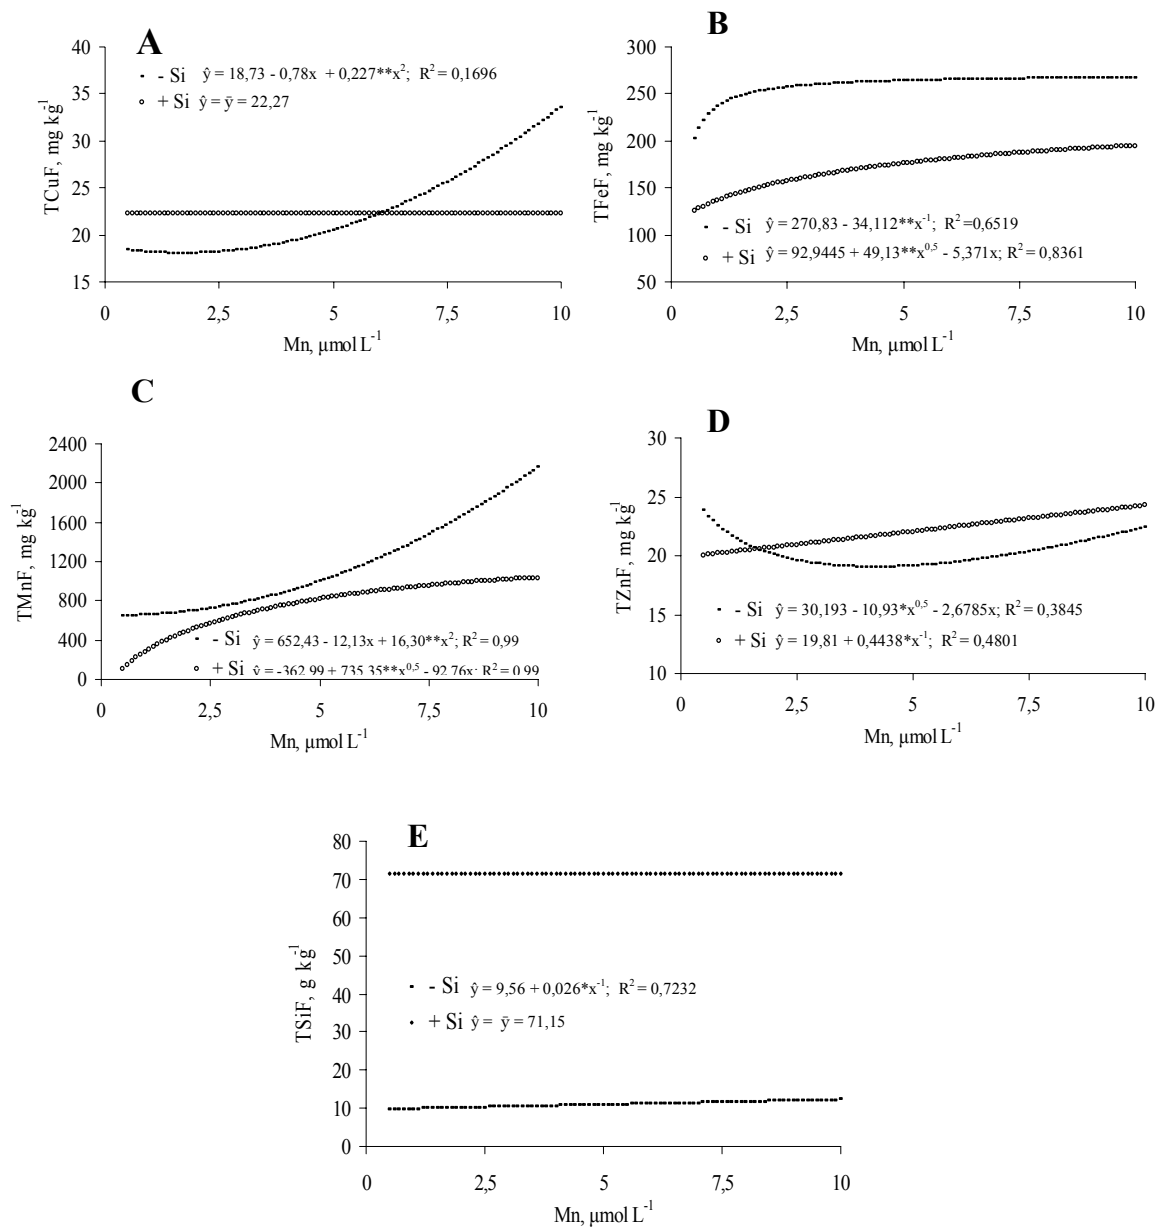 A
40
35
30
25
20
15
TCuF, mg kg-1
- Si ŷ = 18,73 - 0,78x + 0,227**x2; R2 = 0,1696
+ Si ŷ = ȳ = 22,27
0 2,5 5 7,5 10
Mn, µmol L-1
B
300
250
200
150
100
50
TFeF, mg kg-1
- Si ŷ = 270,83 - 34,112**x-1; R2 =0,6519
+ Si ŷ = 92,9445 + 49,13**x0,5 - 5,371x; R2 = 0,8361
0 2,5 5 7,5 10
Mn, µmol L-1
C
2400
2000
1600
1200
800
400
0
TMnF, mg kg-1
- Si ŷ = 652,43 - 12,13x + 16,30**x2; R2 = 0,99
+ Si ŷ = -362,99 + 735,35**x0,5 - 92,76x; R2 = 0,99
0 2,5 5 7,5 10
Mn, µmol L-1
D
30
25
20
15
10
TZnF, mg kg-1
- Si ŷ = 30,193 - 10,93*x0,5 - 2,6785x; R2 = 0,3845
+ Si ŷ = 19,81 + 0,4438*x-1; R2 = 0,4801
0 2,5 5 7,5 10
Mn, µmol L-1
E
80
70
60
50
40
30
20
10
0
TSiF, g kg-1
- Si ŷ = 9,56 + 0,026*x-1; R2 = 0,7232
+ Si ŷ = ȳ = 71,15
0 2,5 5 7,5 10
Mn, µmol L-1